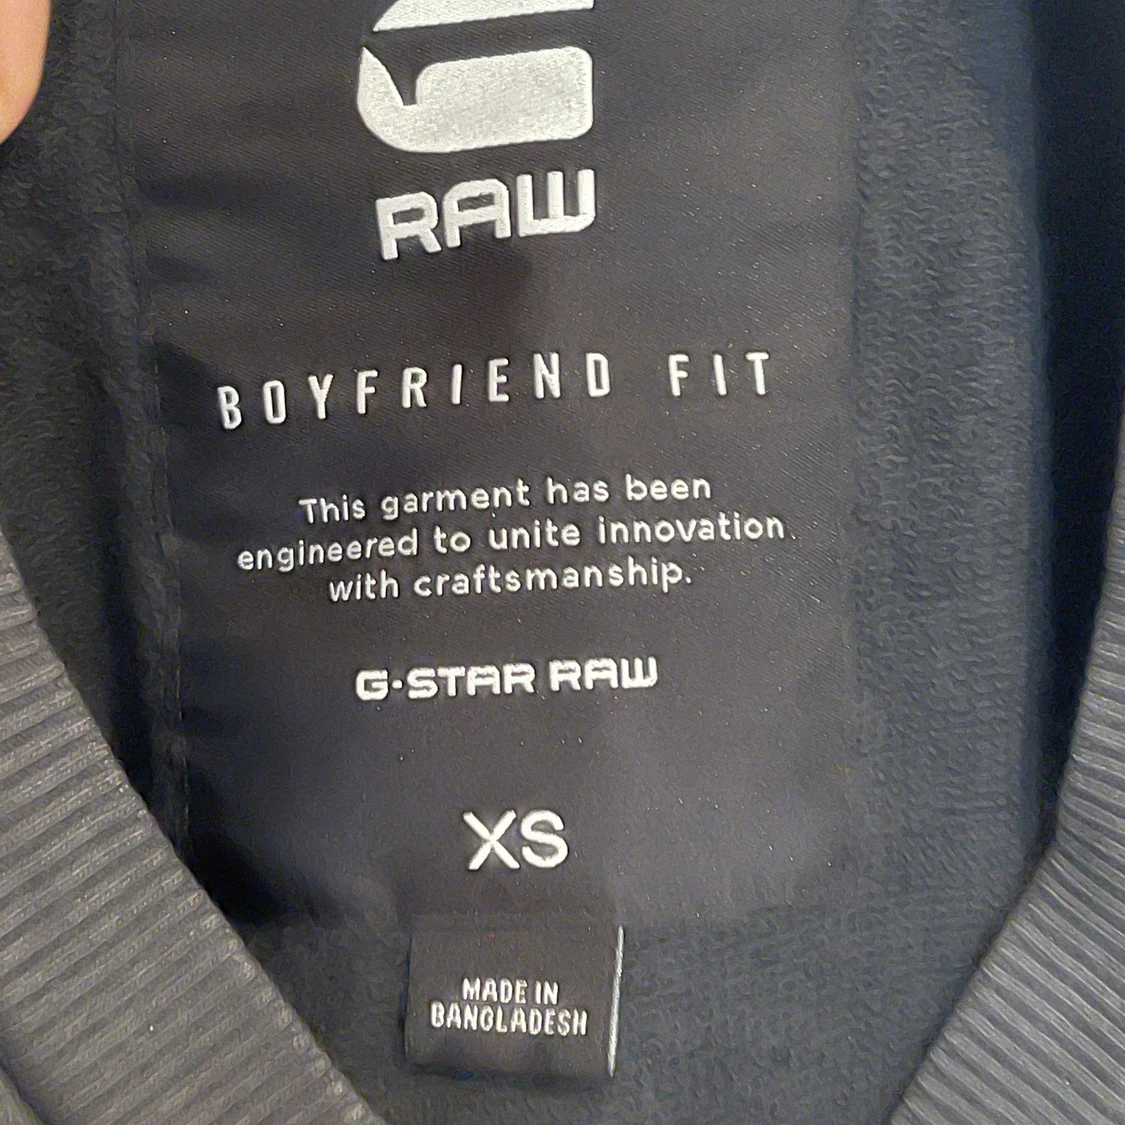 RAW
BOYFRIEND FIT
This garment has been
engineered to unite innovation
with craftsmanship.
G-STAR RAW
XS
MADE IN
BANGLADESH